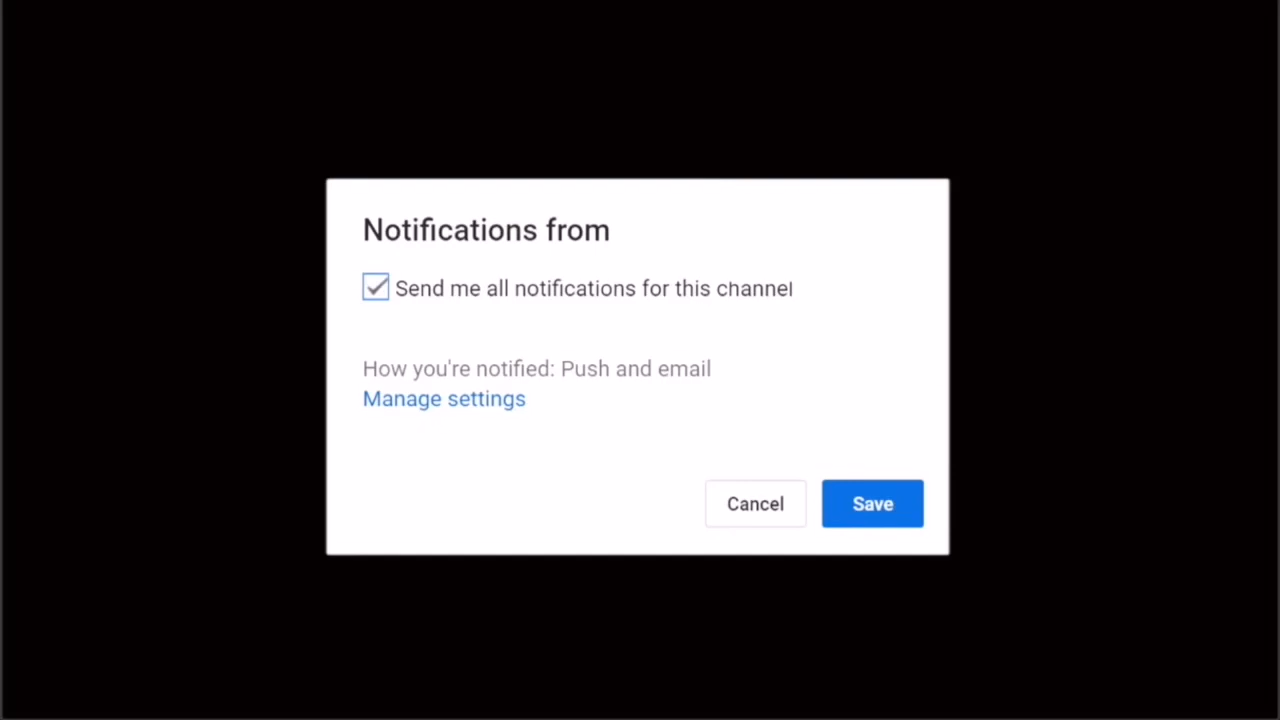 Notifications from
Send me all notifications for this channel
How you're notified: Push and email
Manage settings
Cancel Save